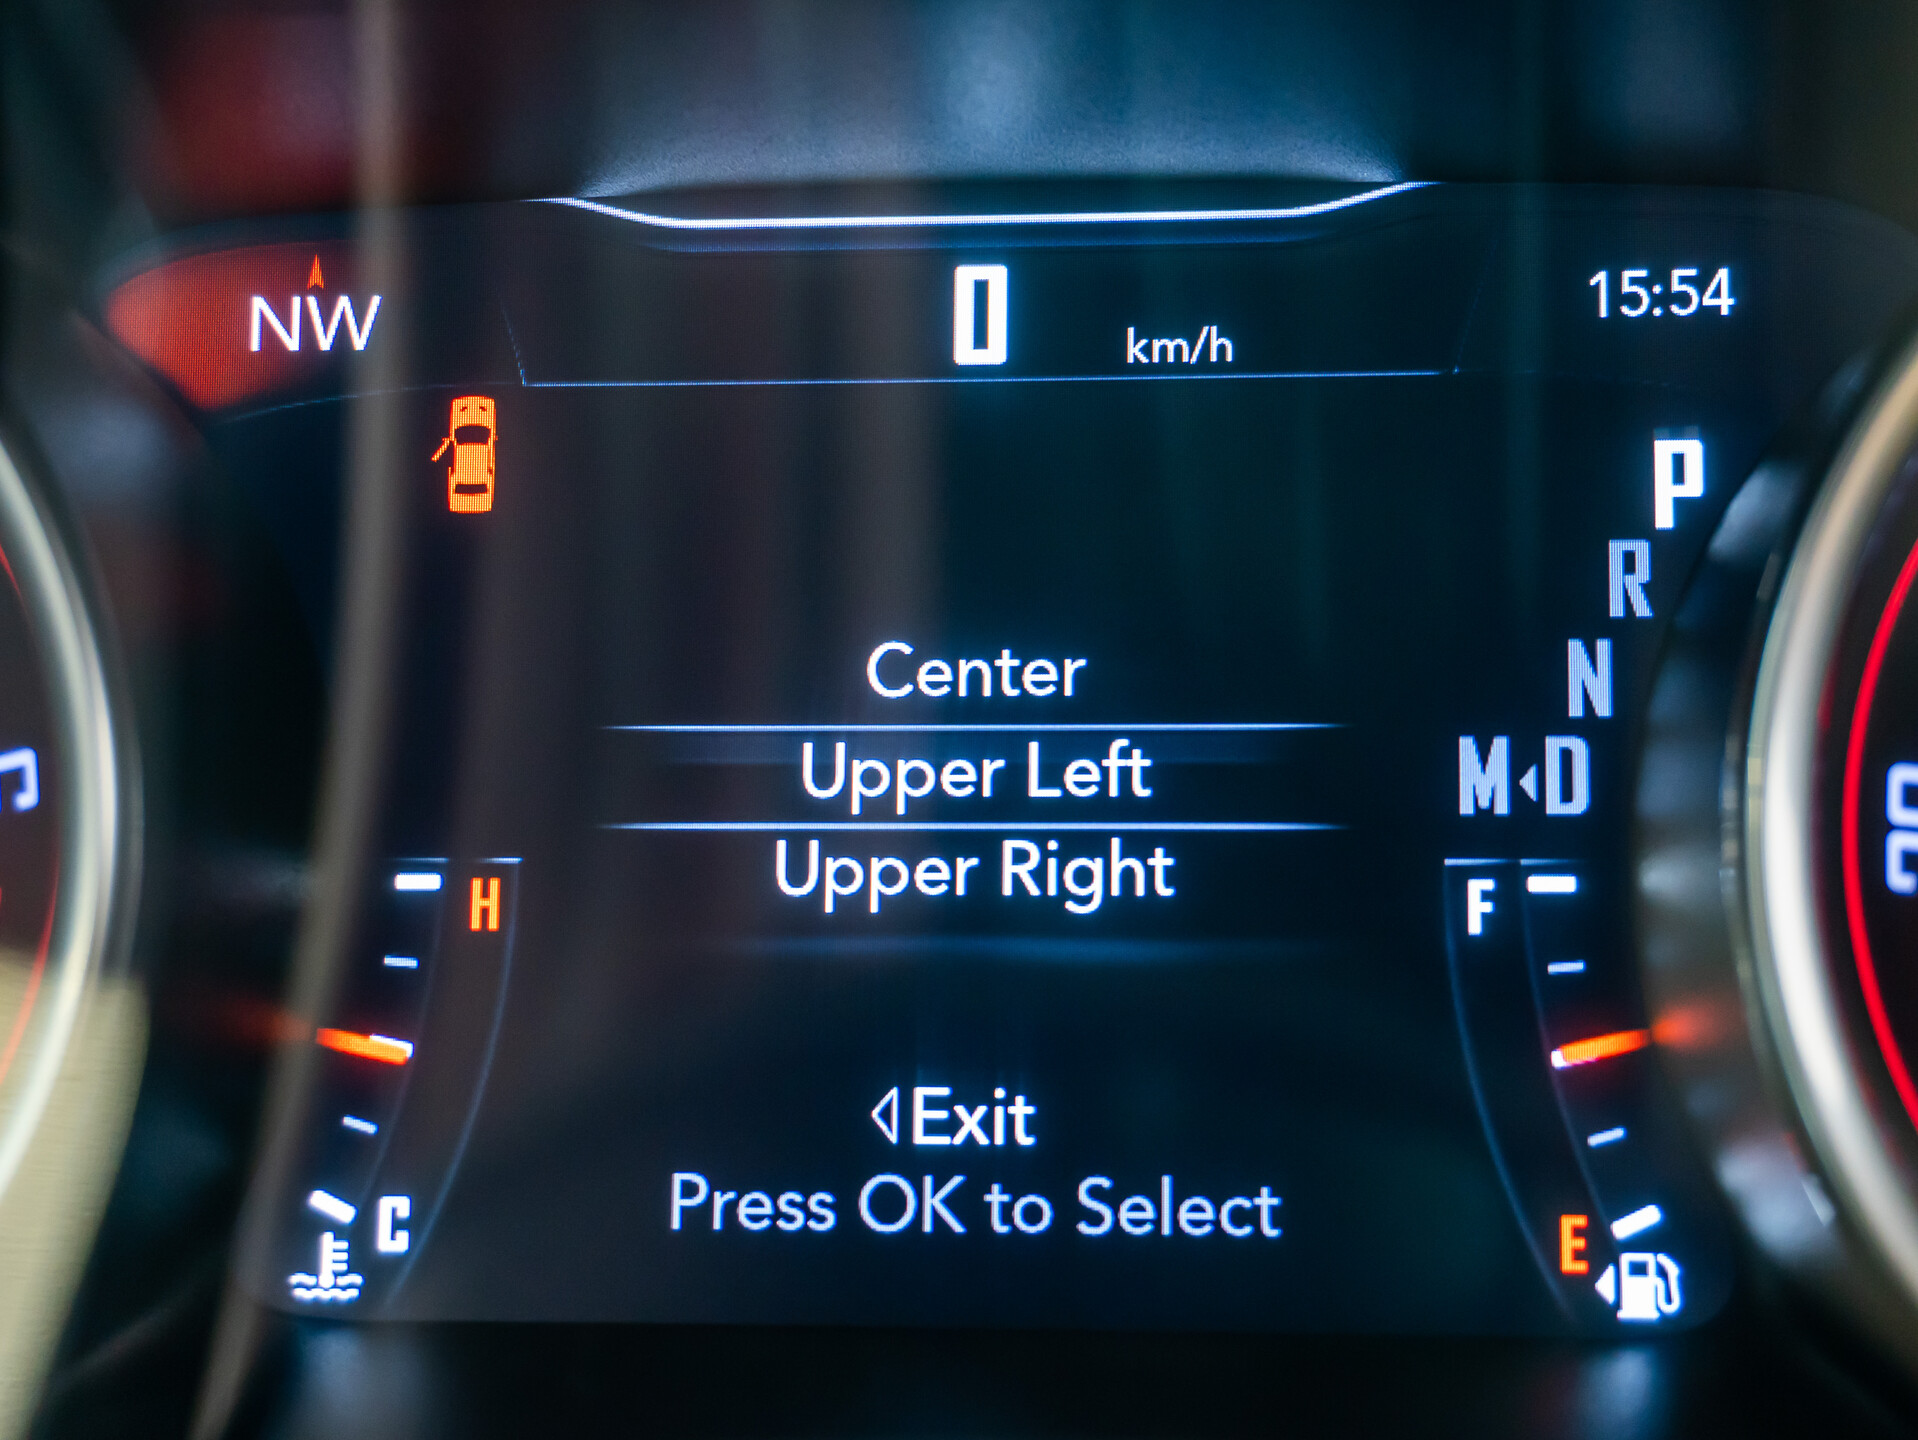 NW
0 km/h
15:54
P
R
N
M D
Center
Upper Left
Upper Right
H
C
F
E
Exit
Press OK to Select